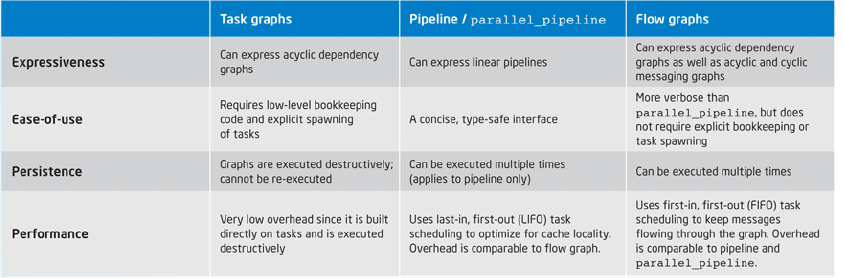 Task graphs
Pipeline / parallel_pipeline
Flow graphs
Expressiveness
Can express acyclic dependency
graphs
Can express linear pipelines
Can express acyclic dependency
graphs as well as acyclic and cyclic
messaging graphs
Ease-of-use
Requires low-level bookkeeping
code and explicit spawning
of tasks
A concise, type-safe interface
More verbose than
parallel_pipeline, but does
not require explicit bookkeeping or
task spawning
Persistence
Graphs are executed destructively;
cannot be re-executed
Can be executed multiple times
(applies to pipeline only)
Can be executed multiple times
Performance
Very low overhead since it is built
directly on tasks and is executed
destructively
Uses last-in, first-out (LIFO) task
scheduling to optimize for cache locality.
Overhead is comparable to flow graph.
Uses first-in, first-out (FIFO) task
scheduling to keep messages
flowing through the graph. Overhead
is comparable to pipeline and
parallel_pipeline.